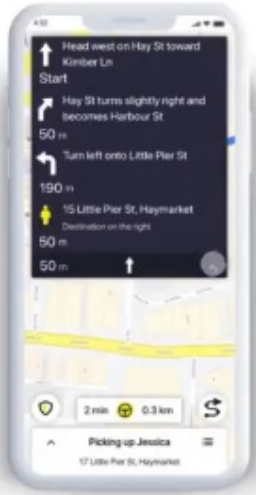 4:52
Head west on Hay St toward
Kimber Ln
Start
Hay St turns slightly right and
becomes Harbour St
50 m
Turn left onto Little Pier St
190 m
15 Little Pier St, Haymarket
Destination on the right
50 m
50 m
2 min
0.3 km
Picking up Jessica
17 Little Pier St, Haymarket